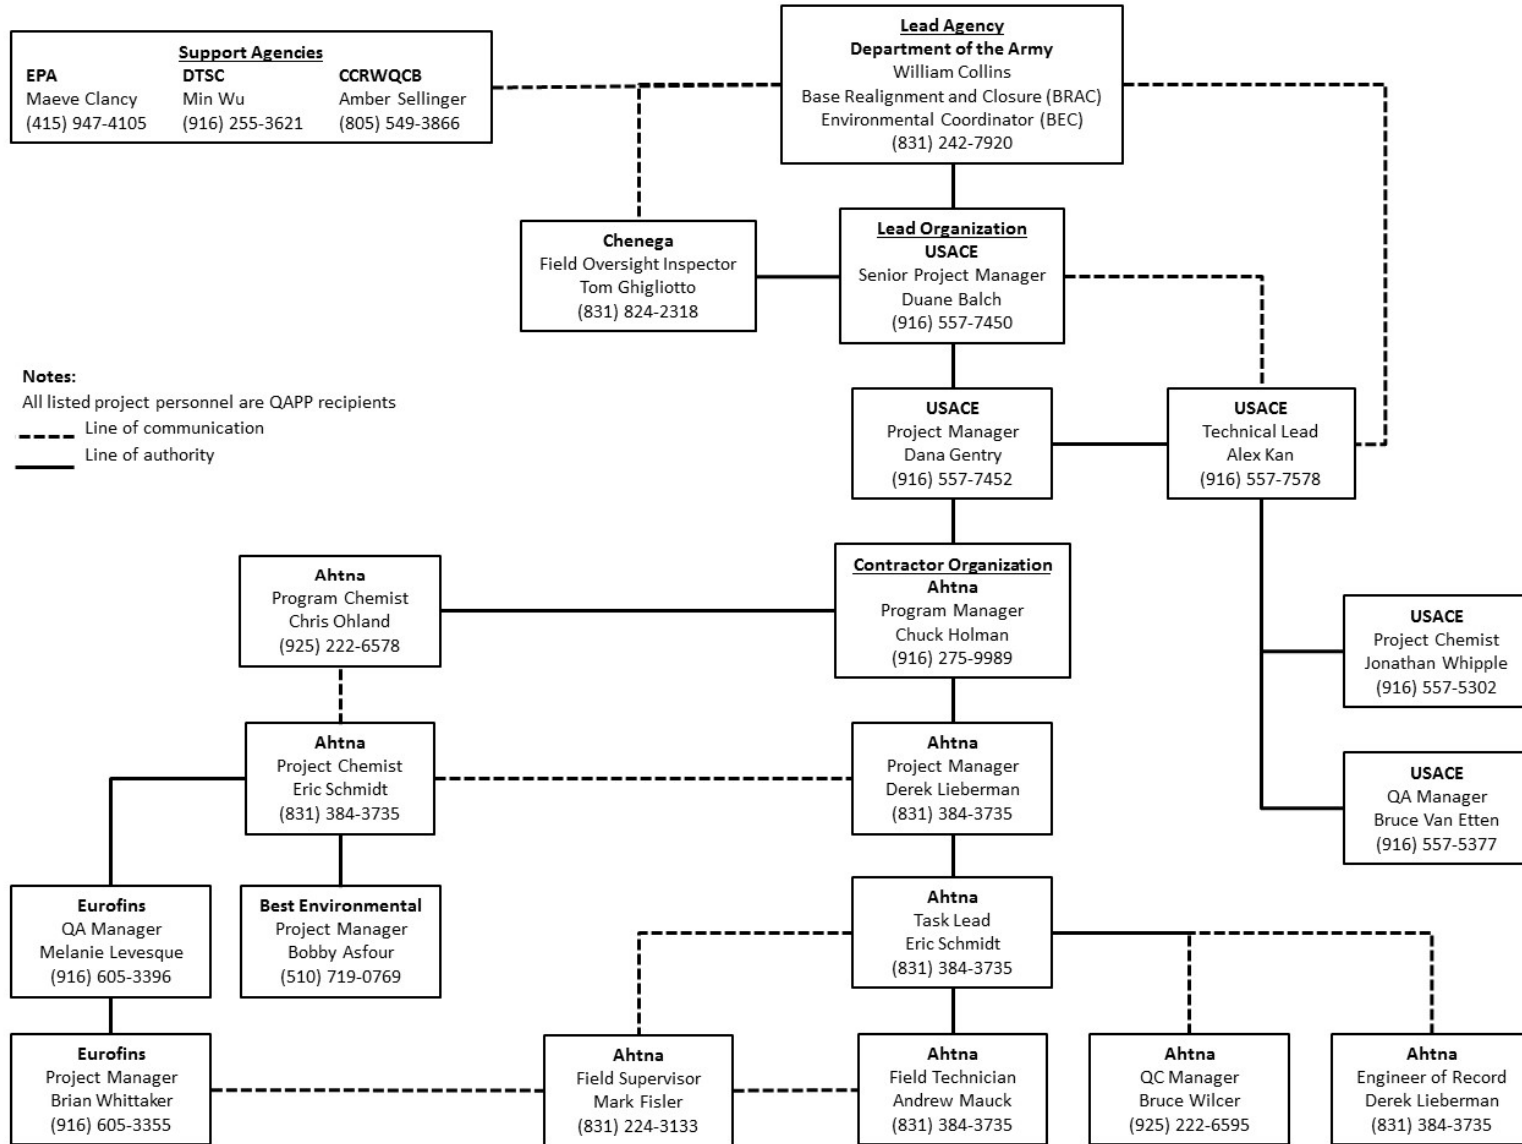 Support Agencies
EPA DTSC CCRWQCB
Maeve Clancy Min Wu Amber Sellinger
(415) 947-4105 (916) 255-3621 (805) 549-3866
Lead Agency
Department of the Army
William Collins
Base Realignment and Closure (BRAC)
Environmental Coordinator (BEC)
(831) 242-7920
Chenega
Field Oversight Inspector
Tom Ghigliotto
(831) 824-2318
Lead Organization
USACE
Senior Project Manager
Duane Balch
(916) 557-7450
Notes:
All listed project personnel are QAPP recipients
Line of communication
Line of authority
USACE
Project Manager
Dana Gentry
(916) 557-7452
USACE
Technical Lead
Alex Kan
(916) 557-7578
Ahtna
Program Chemist
Chris Ohland
(925) 222-6578
Contractor Organization
Ahtna
Program Manager
Chuck Holman
(916) 275-9989
USACE
Project Chemist
Jonathan Whipple
(916) 557-5302
Ahtna
Project Chemist
Eric Schmidt
(831) 384-3735
Ahtna
Project Manager
Derek Lieberman
(831) 384-3735
USACE
QA Manager
Bruce Van Etten
(916) 557-5377
Eurofins
QA Manager
Melanie Levesque
(916) 605-3396
Best Environmental
Project Manager
Bobby Asfour
(510) 719-0769
Ahtna
Task Lead
Eric Schmidt
(831) 384-3735
Eurofins
Project Manager
Brian Whittaker
(916) 605-3355
Ahtna
Field Supervisor
Mark Fisler
(831) 224-3133
Ahtna
Field Technician
Andrew Mauck
(831) 384-3735
Ahtna
QC Manager
Bruce Wilcer
(925) 222-6595
Ahtna
Engineer of Record
Derek Lieberman
(831) 384-3735